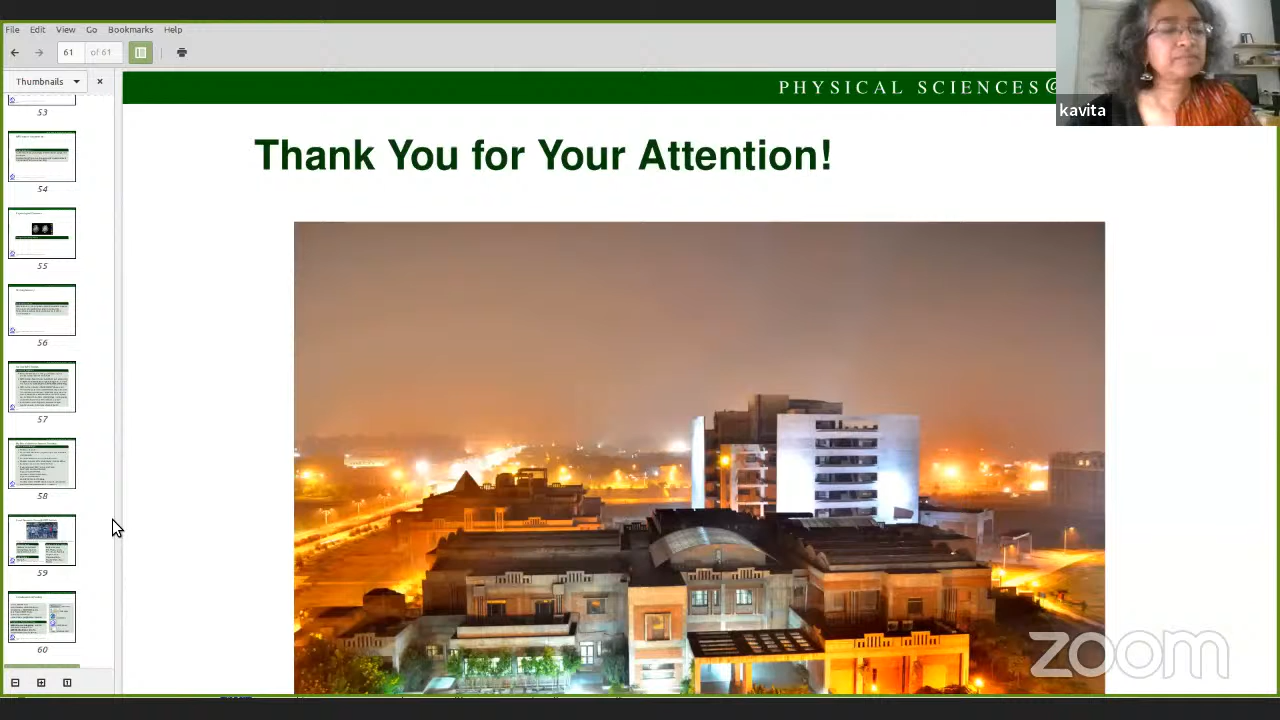 File Edit View Go Bookmarks Help
61 of 61
Thumbnails
PHYSICAL SCIENCES@
kavita
Thank You for Your Attention!
53
54
55
56
57
58
59
60
zoom